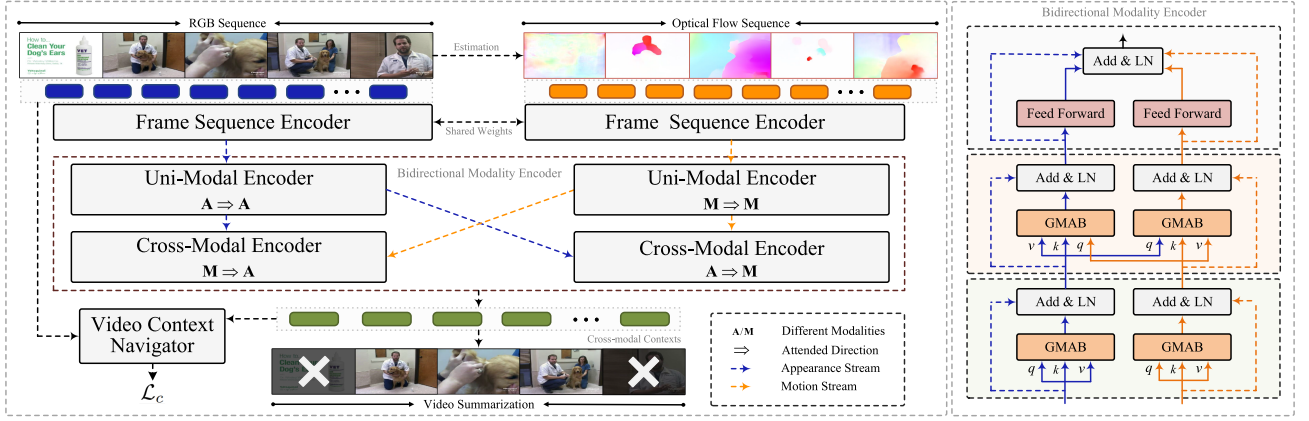 RGB Sequence
Optical Flow Sequence
How to...
Clean Your
Dog's Ears
VET
Estimation
Frame Sequence Encoder
Shared Weights
Frame Sequence Encoder
Bidirectional Modality Encoder
Uni-Modal Encoder
A ⇒ A
Uni-Modal Encoder
M ⇒ M
Cross-Modal Encoder
M ⇒ A
Cross-Modal Encoder
A ⇒ M
Video Context
Navigator
ℒc
Cross-modal Contexts
Video Summarization
A/M Different Modalities
⇒ Attended Direction
Appearance Stream
Motion Stream
Bidirectional Modality Encoder
Add & LN
Feed Forward Feed Forward
Add & LN Add & LN
GMAB GMAB
v k q q k v
Add & LN Add & LN
GMAB GMAB
q k v q k v